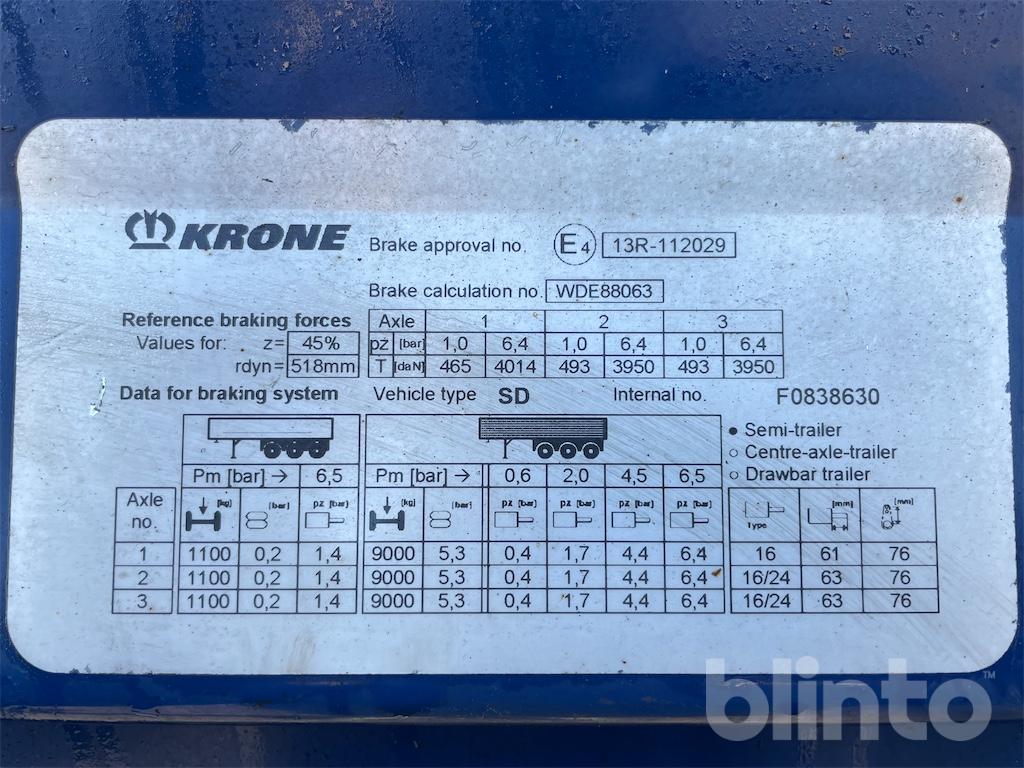 KRONE
Brake approval no. E4 13R-112029
Brake calculation no. WDE88063
Reference braking forces Axle 1 2 3
Values for: z= 45% pz [bar] 1,0 6,4 1,0 6,4 1,0 6,4
rdyn= 518mm T [daN] 465 4014 493 3950 493 3950
Data for braking system Vehicle type SD Internal no. F0838630
● Semi-trailer
○ Centre-axle-trailer
○ Drawbar trailer
Pm [bar] → 6,5 Pm [bar] → 0,6 2,0 4,5 6,5
Axle no. [kg] [bar] pz [bar] [kg] [bar] pz [bar] pz [bar] pz [bar] pz [bar] Type [mm] [mm]
1 1100 0,2 1,4 9000 5,3 0,4 1,7 4,4 6,4 16 61 76
2 1100 0,2 1,4 9000 5,3 0,4 1,7 4,4 6,4 16/24 63 76
3 1100 0,2 1,4 9000 5,3 0,4 1,7 4,4 6,4 16/24 63 76
blinto™